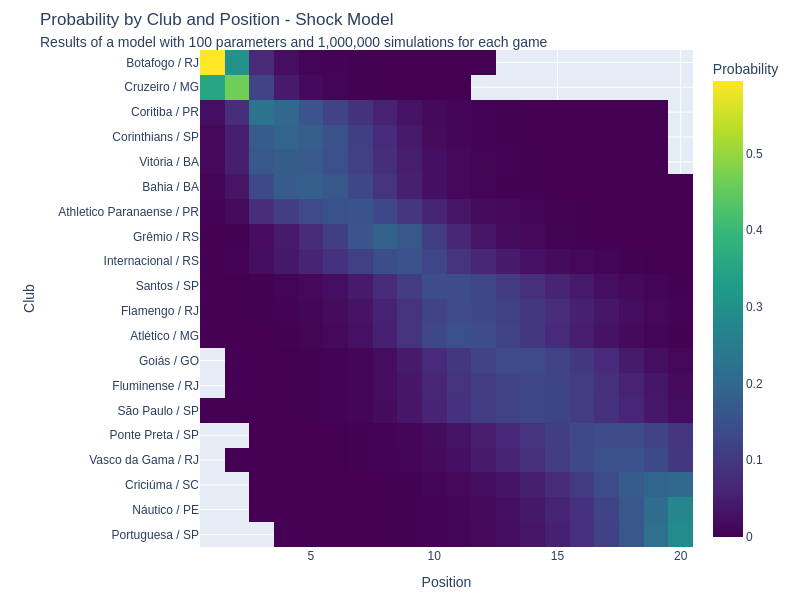 Probability by Club and Position - Shock Model
Results of a model with 100 parameters and 1,000,000 simulations for each game
Probability
Botafogo / RJ
Cruzeiro / MG
Coritiba / PR
Corinthians / SP
Vitória / BA
Bahia / BA
Athletico Paranaense / PR
Grêmio / RS
Internacional / RS
Santos / SP
Flamengo / RJ
Atlético / MG
Goiás / GO
Fluminense / RJ
São Paulo / SP
Ponte Preta / SP
Vasco da Gama / RJ
Criciúma / SC
Náutico / PE
Portuguesa / SP
Club
5
10
15
20
Position
0.5
0.4
0.3
0.2
0.1
0